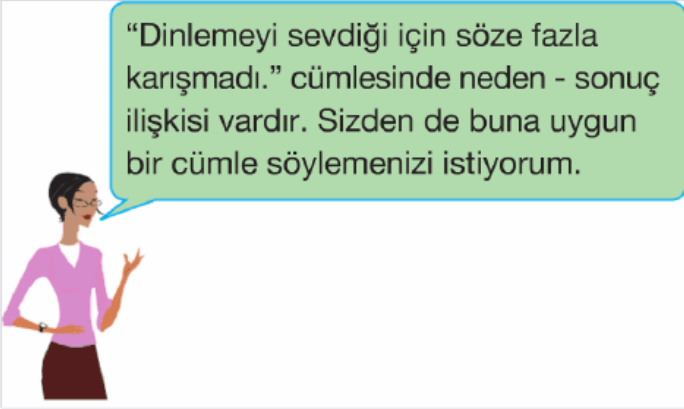 “Dinlemeyi sevdiği için söze fazla
karışmadı.” cümlesinde neden - sonuç
ilişkisi vardır. Sizden de buna uygun
bir cümle söylemenizi istiyorum.